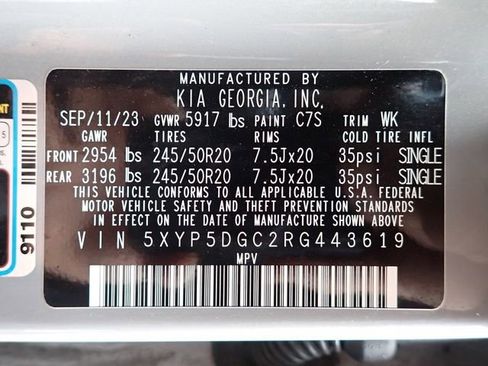 MANUFACTURED BY
KIA GEORGIA, INC.
SEP/11/23 GVWR 5917 lbs PAINT C7S TRIM WK
GAWR TIRES RIMS COLD TIRE INFL
FRONT 2954 lbs 245/50R20 7.5Jx20 35psi SINGLE
REAR 3196 lbs 245/50R20 7.5Jx20 35psi SINGLE
THIS VEHICLE CONFORMS TO ALL APPLICABLE U.S.A. FEDERAL
MOTOR VEHICLE SAFETY AND THEFT PREVENTION STANDARDS
IN EFFECT ON THE DATE OF MANUFACTURE SHOWN ABOVE.
VIN 5XYP5DGC2RG443619
MPV
9110